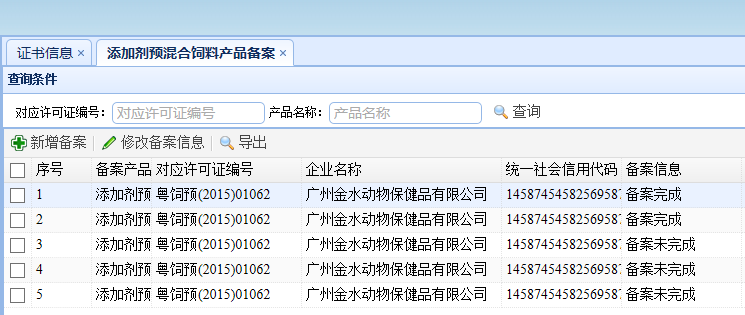 证书信息 × 添加剂预混合饲料产品备案 ×
查询条件
对应许可证编号: 对应许可证编号 产品名称: 产品名称 查询
新增备案 修改备案信息 导出
序号 备案产品 对应许可证编号 企业名称 统一社会信用代码 备案信息
1 添加剂预 粤饲预(2015)01062 广州金水动物保健品有限公司 14587454582569587 备案完成
2 添加剂预 粤饲预(2015)01062 广州金水动物保健品有限公司 14587454582569587 备案完成
3 添加剂预 粤饲预(2015)01062 广州金水动物保健品有限公司 14587454582569587 备案未完成
4 添加剂预 粤饲预(2015)01062 广州金水动物保健品有限公司 14587454582569587 备案未完成
5 添加剂预 粤饲预(2015)01062 广州金水动物保健品有限公司 14587454582569587 备案未完成